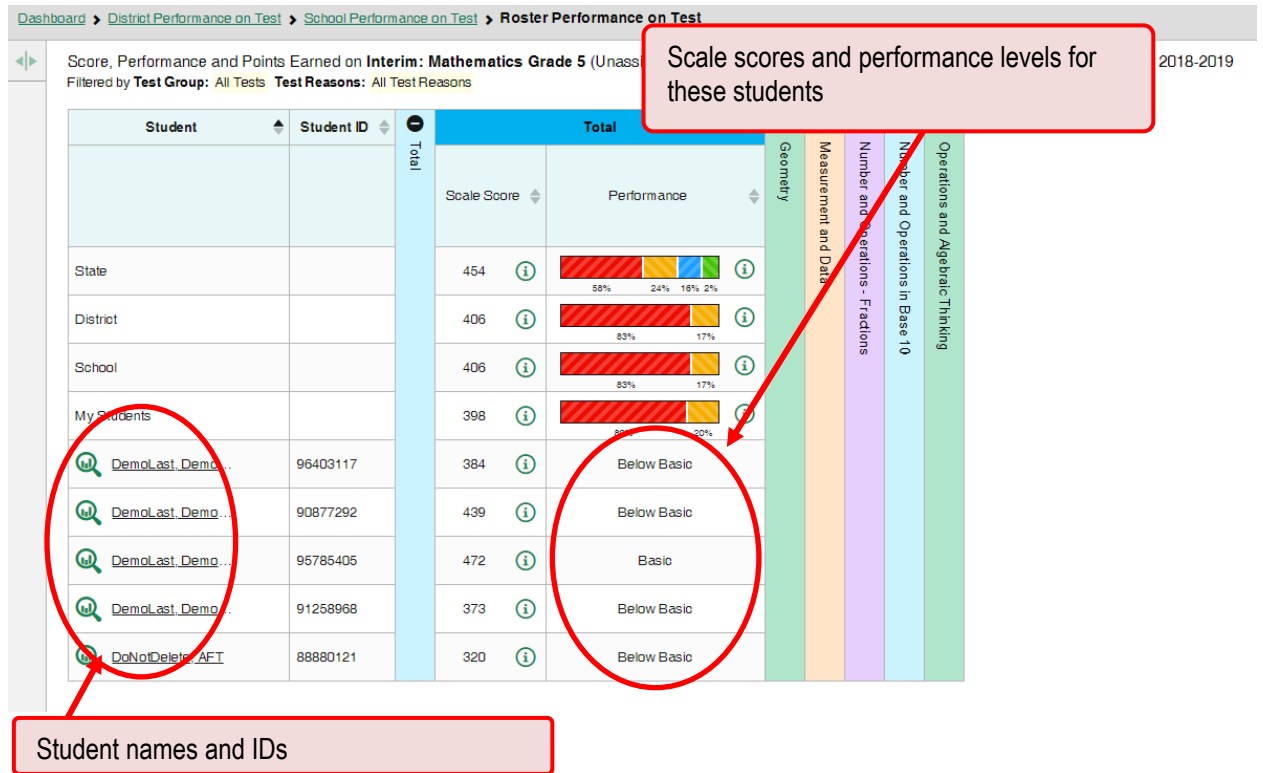 Dashboard > District Performance on Test > School Performance on Test > Roster Performance on Test
Score, Performance and Points Earned on Interim: Mathematics Grade 5 (Unassi
2018-2019
Filtered by Test Group: All Tests Test Reasons: All Test Reasons
Scale scores and performance levels for
these students
Student Student ID Total Total
Scale Score Performance
Geometry
Measurement and Data
Number and Operations - Fractions
Number and Operations in Base 10
Operations and Algebraic Thinking
State 454
58% 24% 16% 2%
District 406
83% 17%
School 406
83% 17%
My Students 398
20%
DemoLast, Demo... 96403117 384 Below Basic
DemoLast, Demo... 90877292 439 Below Basic
DemoLast, Demo... 95785405 472 Basic
DemoLast, Demo... 91258968 373 Below Basic
DoNotDelete, AFT 88880121 320 Below Basic
Student names and IDs